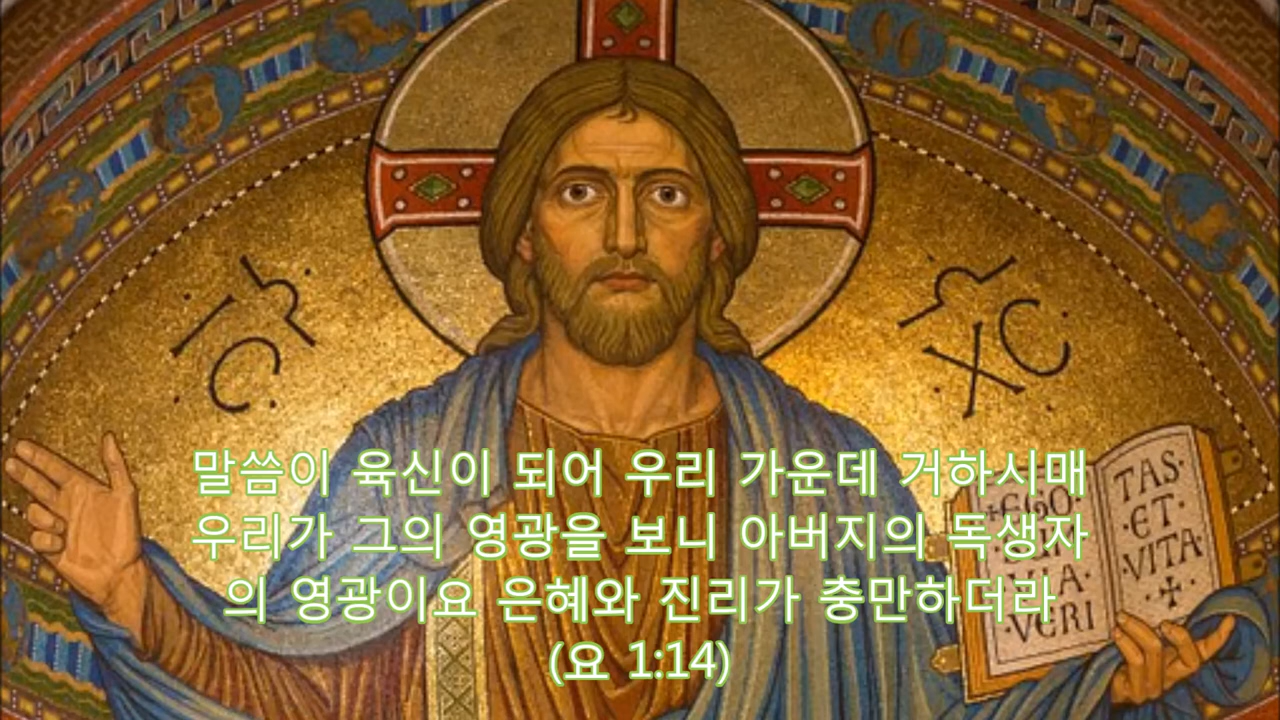 말씀이 육신이 되어 우리 가운데 거하시매
우리가 그의 영광을 보니 아버지의 독생자
의 영광이요 은혜와 진리가 충만하더라
(요 1:14)
XC
EGO
VERI
TAS·
·ET·
·VITA·